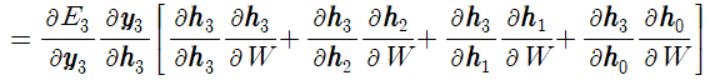 = ∂E₃/∂y₃ ∂y₃/∂h₃ [ ∂h₃/∂h₃ ∂h₃/∂W + ∂h₃/∂h₂ ∂h₂/∂W + ∂h₃/∂h₁ ∂h₁/∂W + ∂h₃/∂h₀ ∂h₀/∂W ]